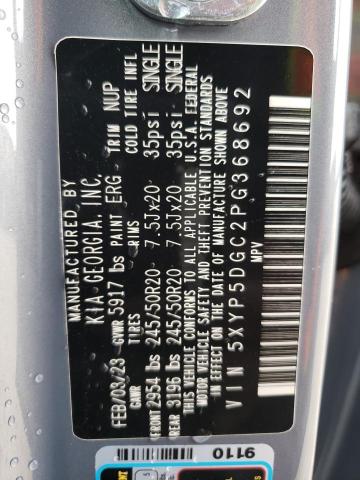 MANUFACTURED BY
KIA GEORGIA, INC.
FEB/03/23 GVWR 5917 lbs PAINT ERG TRIM NUP
GAWR TIRES RIMS COLD TIRE INFL
FRONT 2954 lbs 245/50R20 7.5Jx20 35psi SINGLE
REAR 3196 lbs 245/50R20 7.5Jx20 35psi SINGLE
THIS VEHICLE CONFORMS TO ALL APPLICABLE U.S.A. FEDERAL
MOTOR VEHICLE SAFETY AND THEFT PREVENTION STANDARDS
IN EFFECT ON THE DATE OF MANUFACTURE SHOWN ABOVE
VIN 5XYP5DGC2PG368692
MPV
9110